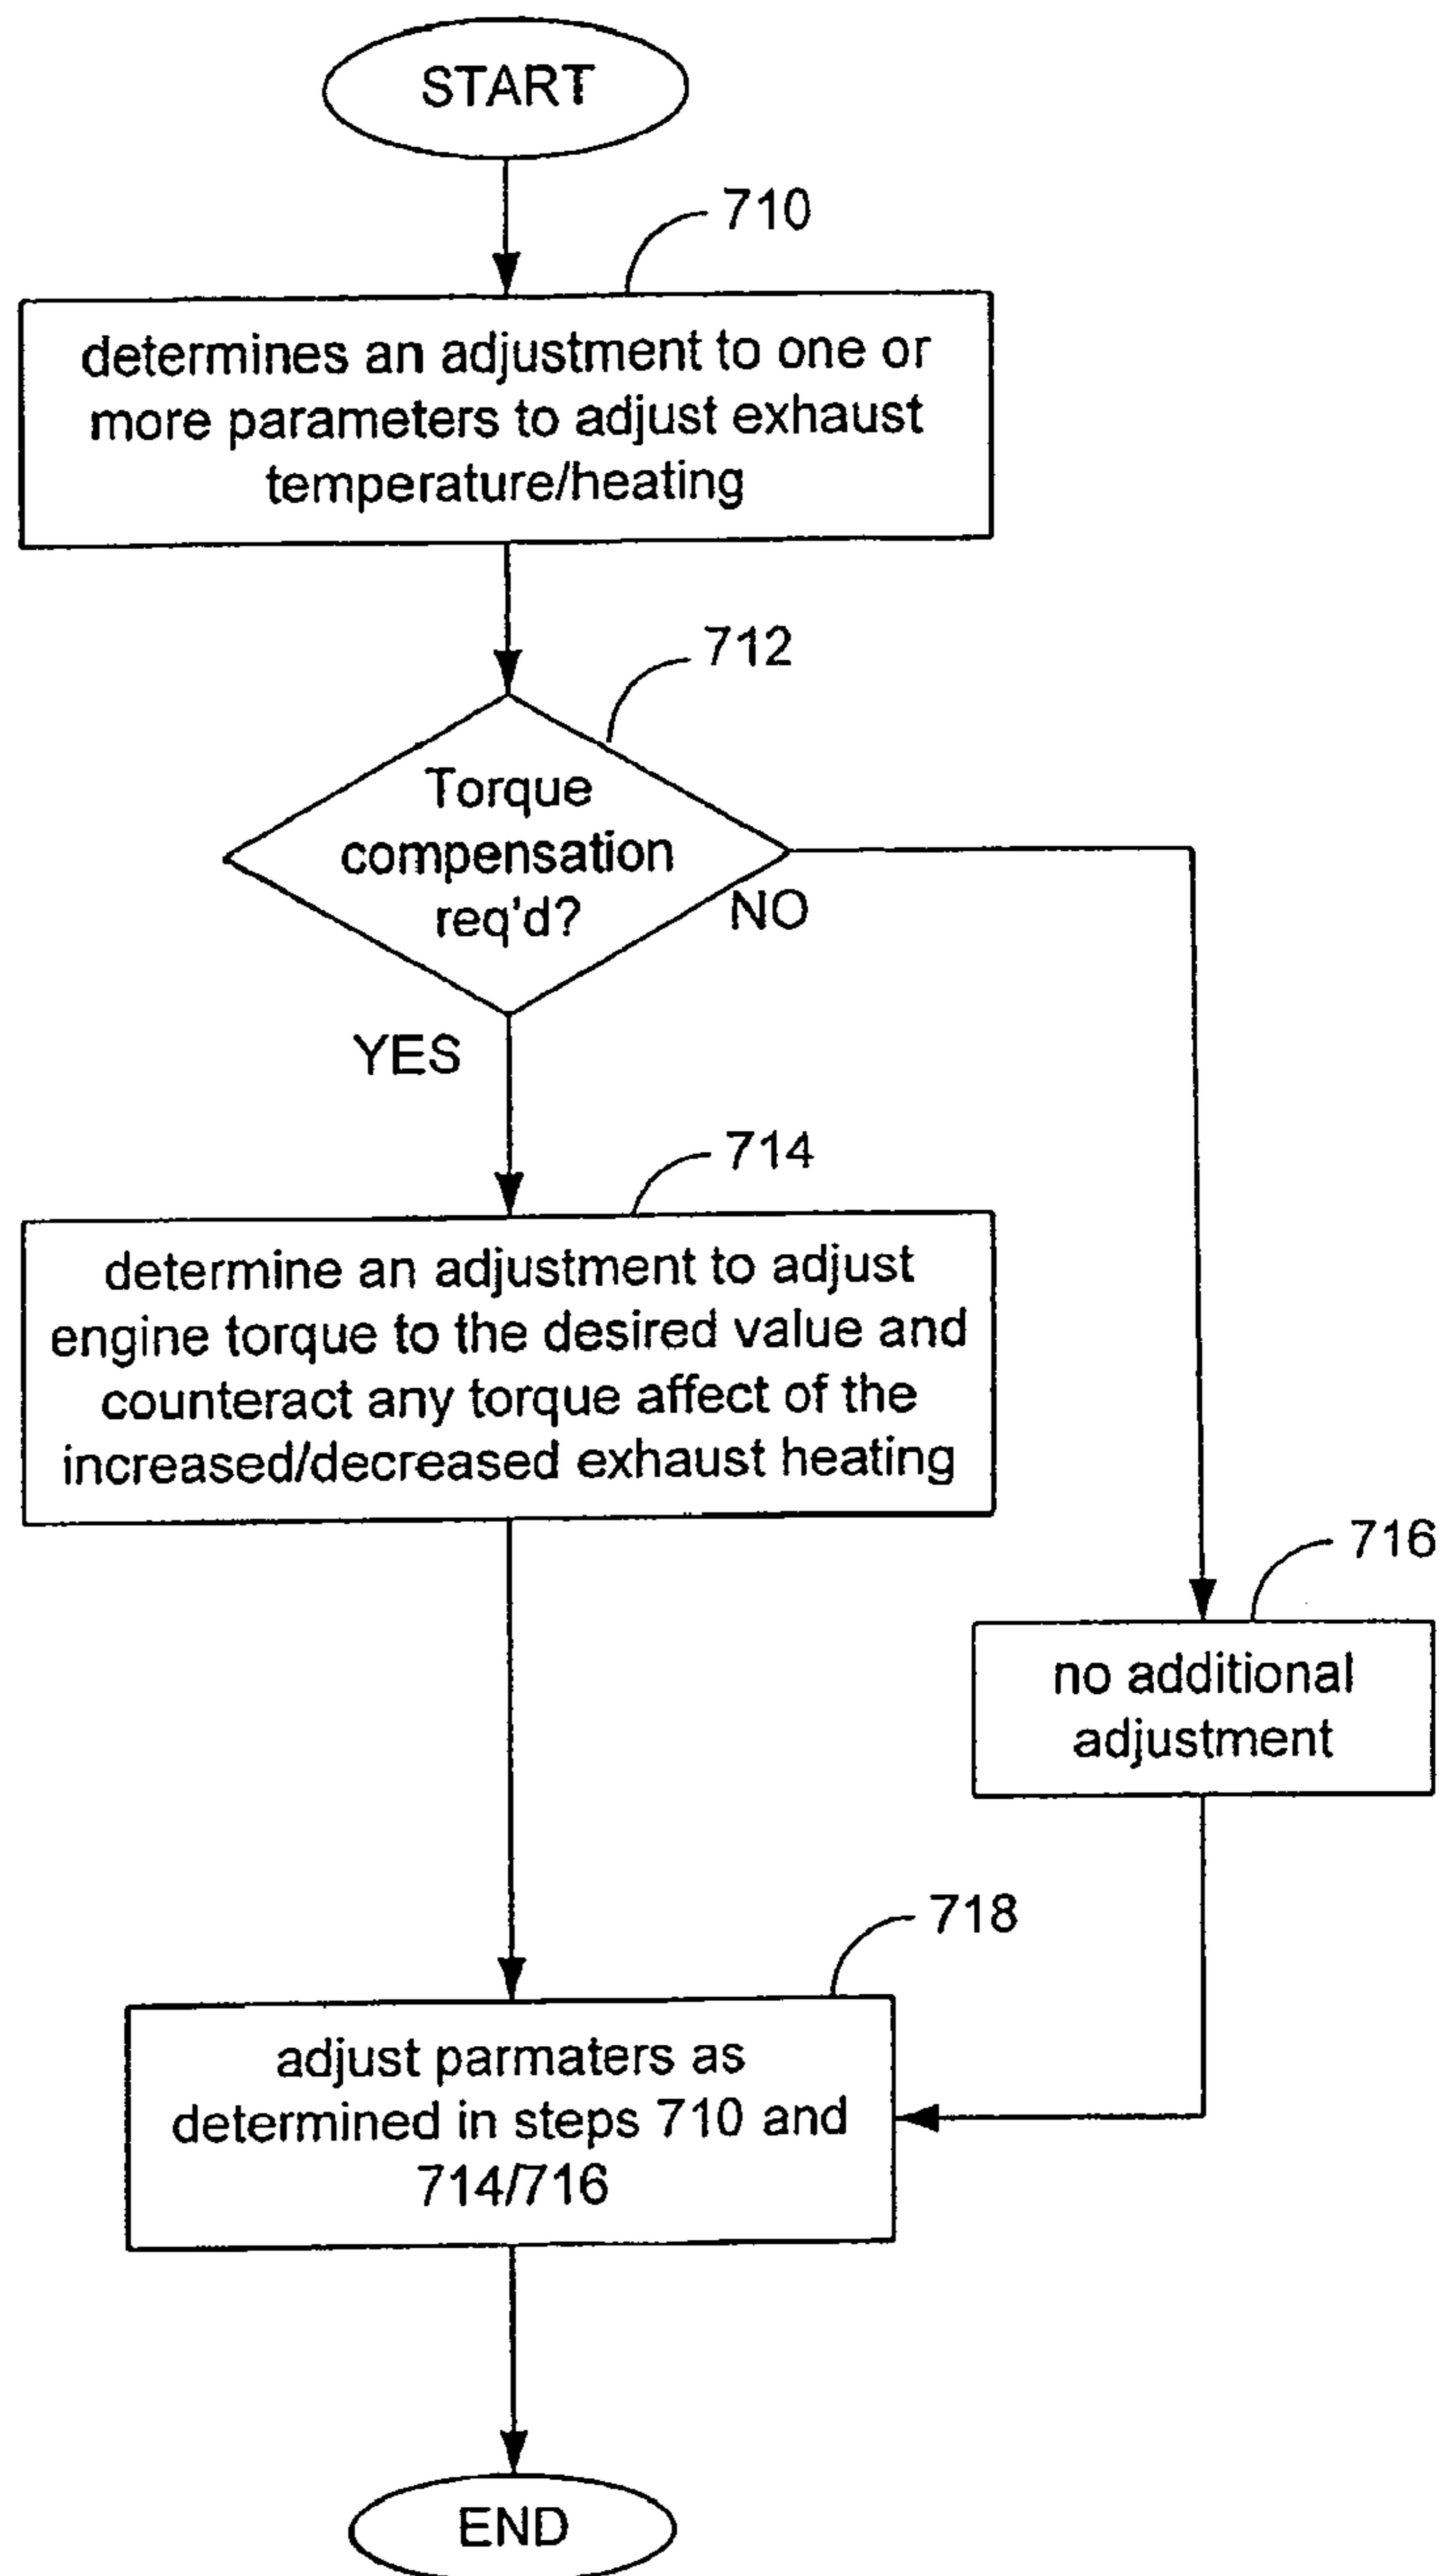 START
710
determines an adjustment to one or
more parameters to adjust exhaust
temperature/heating
712
Torque
compensation
req'd?
NO
YES
714
determine an adjustment to adjust
engine torque to the desired value and
counteract any torque affect of the
increased/decreased exhaust heating
716
no additional
adjustment
718
adjust parmaters as
determined in steps 710 and
714/716
END